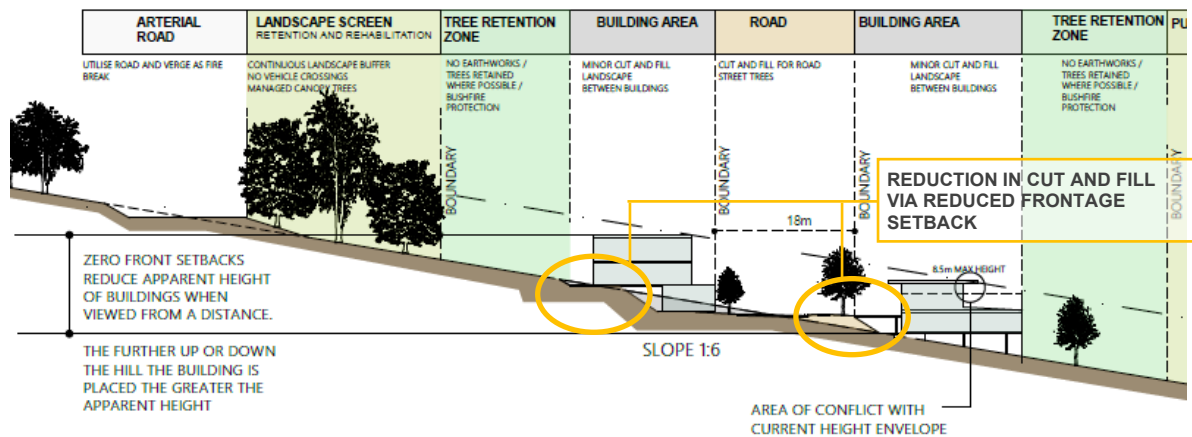 ARTERIAL
ROAD
LANDSCAPE SCREEN
RETENTION AND REHABILITATION
TREE RETENTION
ZONE
BUILDING AREA
ROAD
BUILDING AREA
TREE RETENTION
ZONE
PU
UTILISE ROAD AND VERGE AS FIRE
BREAK
CONTINUOUS LANDSCAPE BUFFER
NO VEHICLE CROSSINGS
MANAGED CANOPY TREES
NO EARTHWORKS /
TREES RETAINED
WHERE POSSIBLE /
BUSHFIRE
PROTECTION
MINOR CUT AND FILL
LANDSCAPE
BETWEEN BUILDINGS
CUT AND FILL FOR ROAD
STREET TREES
MINOR CUT AND FILL
LANDSCAPE
BETWEEN BUILDINGS
NO EARTHWORKS /
TREES RETAINED
WHERE POSSIBLE /
BUSHFIRE
PROTECTION
BOUNDARY
BOUNDARY
BOUNDARY
BOUNDARY
REDUCTION IN CUT AND FILL
VIA REDUCED FRONTAGE
SETBACK
18m
8.5m MAX HEIGHT
ZERO FRONT SETBACKS
REDUCE APPARENT HEIGHT
OF BUILDINGS WHEN
VIEWED FROM A DISTANCE.
THE FURTHER UP OR DOWN
THE HILL THE BUILDING IS
PLACED THE GREATER THE
APPARENT HEIGHT
SLOPE 1:6
AREA OF CONFLICT WITH
CURRENT HEIGHT ENVELOPE